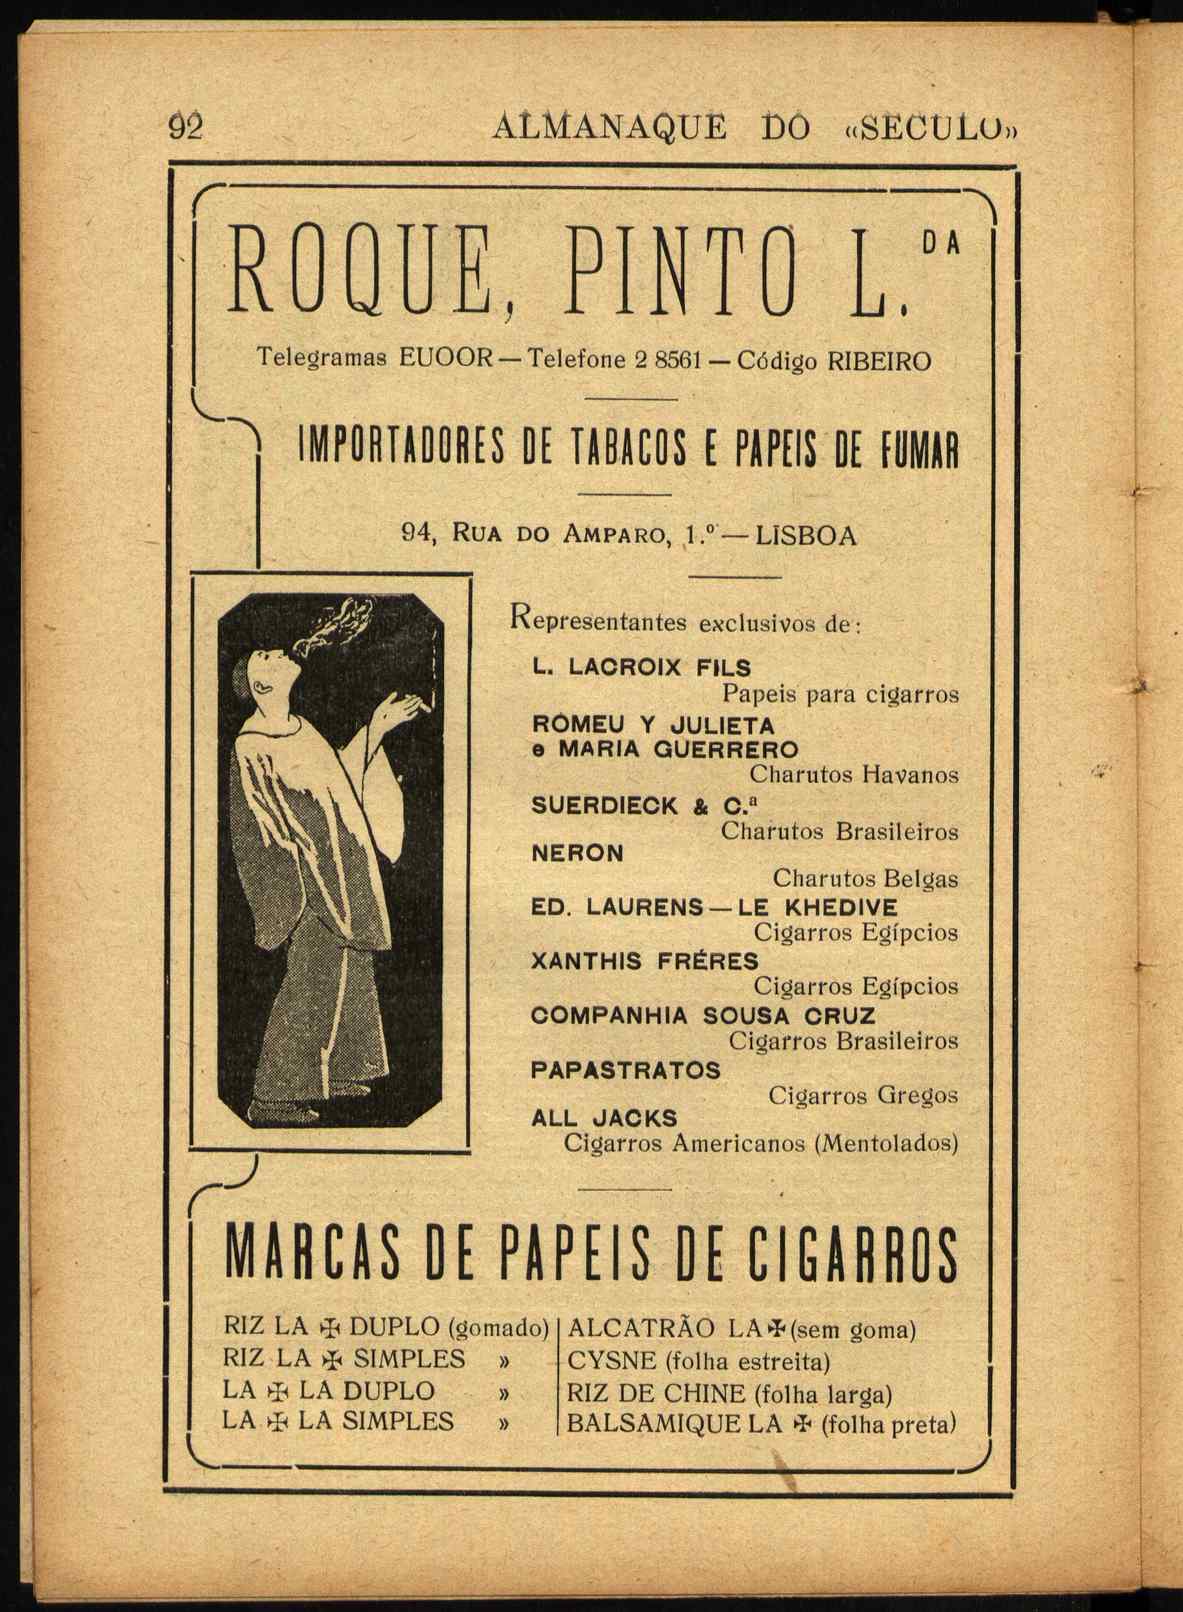 92 ALMANAQUE DO «SECULO»
ROQUE, PINTO L.DA
Telegramas EUOOR — Telefone 2 8561 — Código RIBEIRO
IMPORTADORES DE TABACOS E PAPEIS DE FUMAR
94, RUA DO AMPARO, 1.º — LISBOA
Representantes exclusivos de:
L. LACROIX FILS
Papeis para cigarros
ROMEU Y JULIETA
e MARIA GUERRERO
Charutos Havanos
SUERDIECK & C.ª
Charutos Brasileiros
NERON
Charutos Belgas
ED. LAURENS — LE KHEDIVE
Cigarros Egípcios
XANTHIS FRÉRES
Cigarros Egípcios
COMPANHIA SOUSA CRUZ
Cigarros Brasileiros
PAPASTRATOS
Cigarros Gregos
ALL JACKS
Cigarros Americanos (Mentolados)
MARCAS DE PAPEIS DE CIGARROS
RIZ LA ✠ DUPLO (gomado)
RIZ LA ✠ SIMPLES »
LA ✠ LA DUPLO »
LA ✠ LA SIMPLES »
ALCATRÃO LA ✠ (sem goma)
CYSNE (folha estreita)
RIZ DE CHINE (folha larga)
BALSAMIQUE LA ✠ (folha preta)